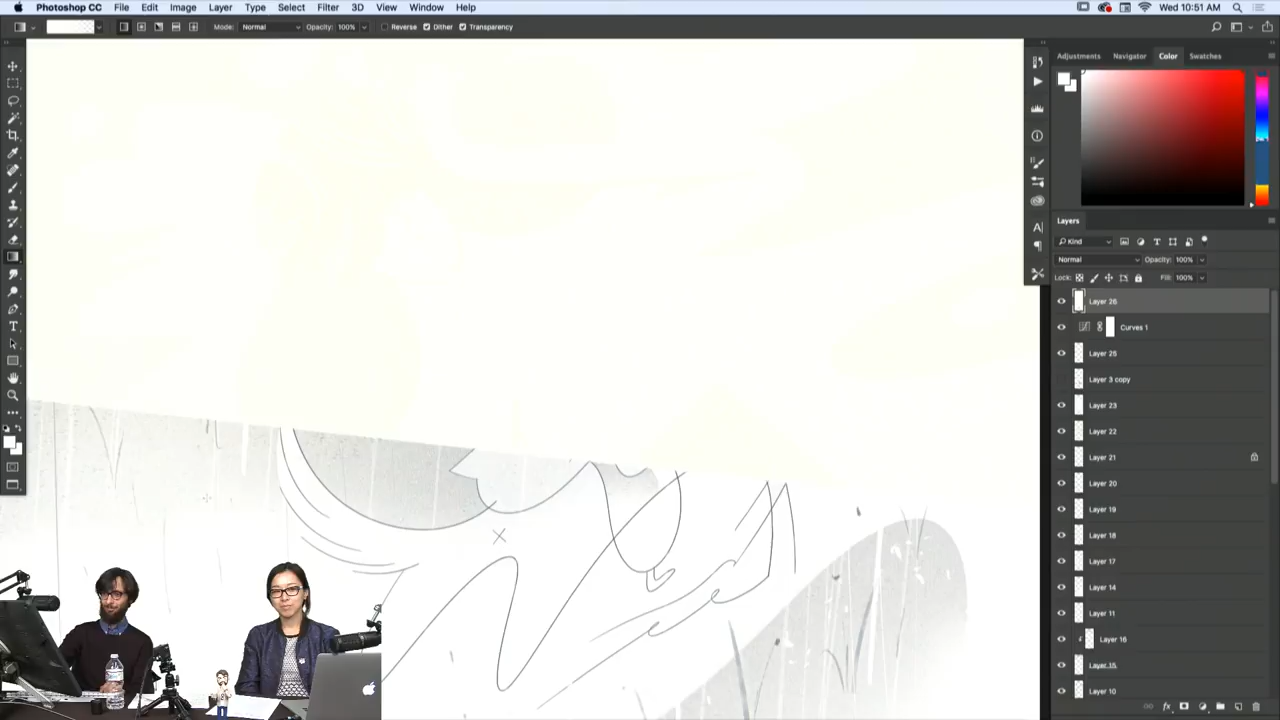 Photoshop CC File Edit Image Layer Type Select Filter 3D View Window Help Wed 10:51 AM
Mode: Normal Opacity: 100% Reverse Dither Transparency
Adjustments Navigator Color Swatches
Layers
Kind
Normal Opacity: 100%
Lock: Fill: 100%
Layer 26
Curves 1
Layer 25
Layer 3 copy
Layer 23
Layer 22
Layer 21
Layer 20
Layer 19
Layer 18
Layer 17
Layer 14
Layer 11
Layer 16
Layer 15
Layer 10